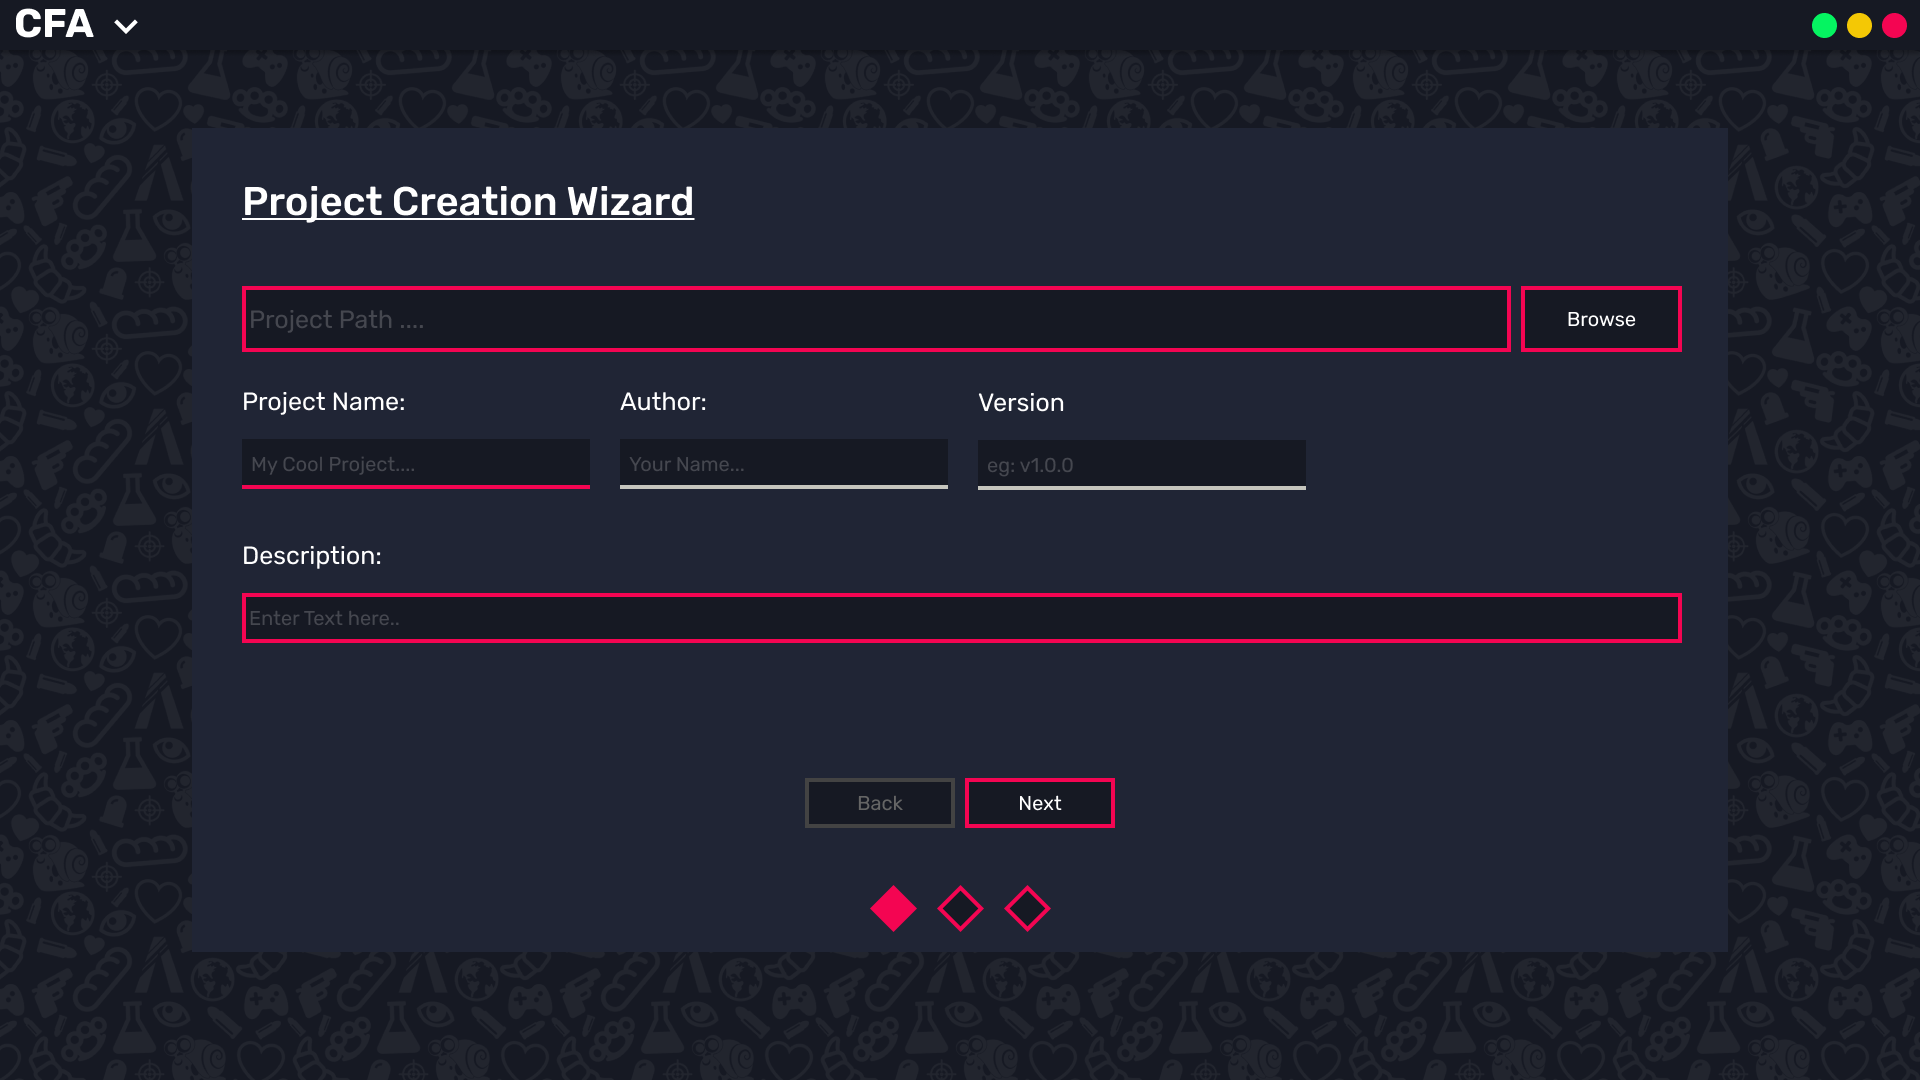 CFA
Project Creation Wizard
Project Path ....
Browse
Project Name:
Author:
Version
My Cool Project....
Your Name...
eg: v1.0.0
Description:
Enter Text here..
Back
Next